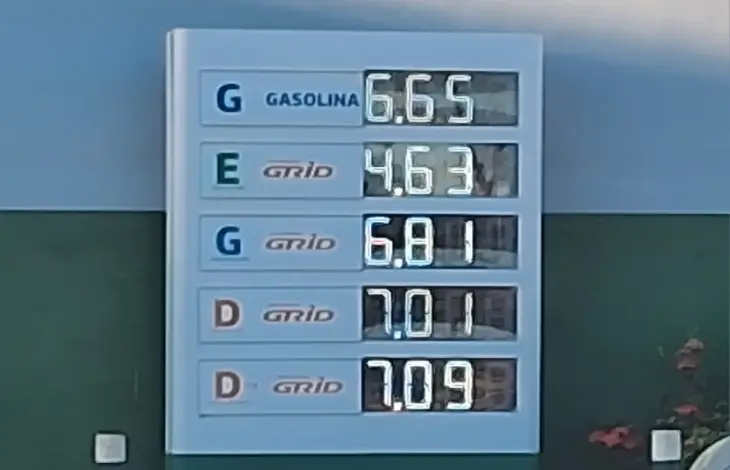 G GASOLINA 6.65
E GRID 4.63
G GRID 6.81
D GRID 7.01
D GRID 7.09